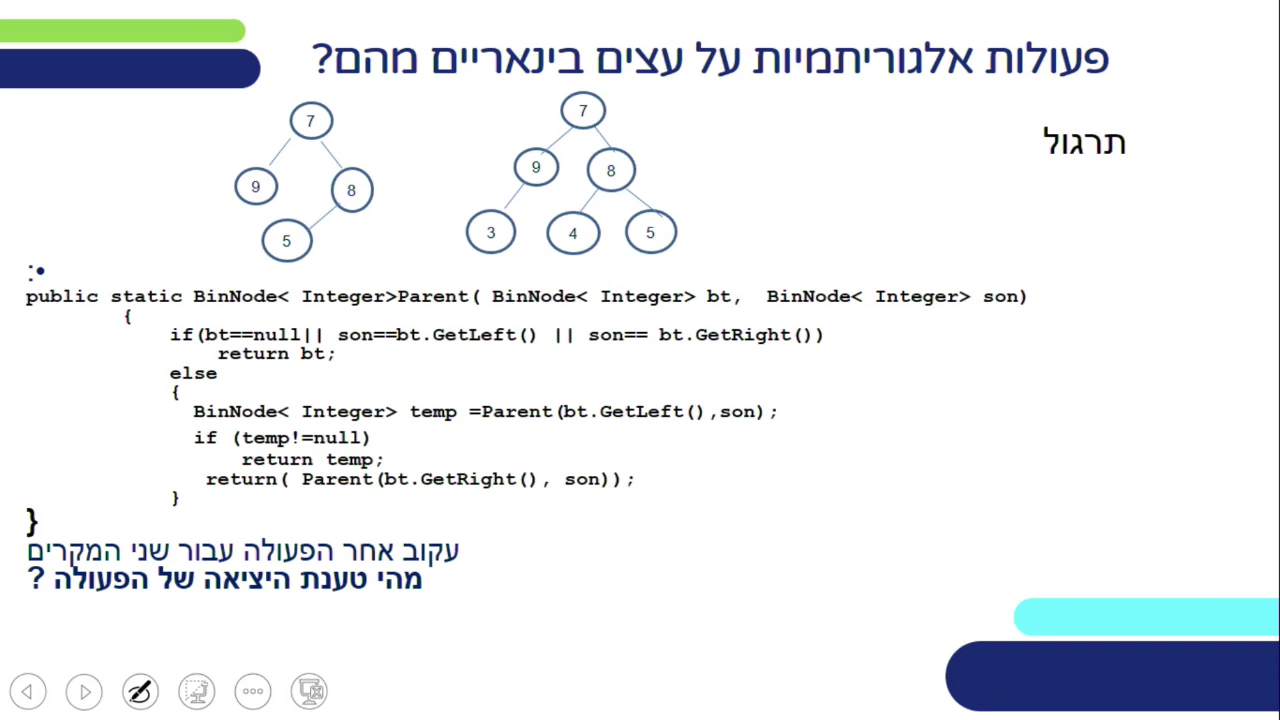 פעולות אלגוריתמיות על עצים בינאריים מהם?
תרגול
7
9
8
5
7
9
8
3
4
5
•:
public static BinNode< Integer>Parent( BinNode< Integer> bt,  BinNode< Integer> son)
{
if(bt==null|| son==bt.GetLeft() || son== bt.GetRight())
return bt;
else
{
BinNode< Integer> temp =Parent(bt.GetLeft(),son);
if (temp!=null)
return temp;
return( Parent(bt.GetRight(), son));
}
}
עקוב אחר הפעולה עבור שני המקרים
מהי טענת היציאה של הפעולה ?